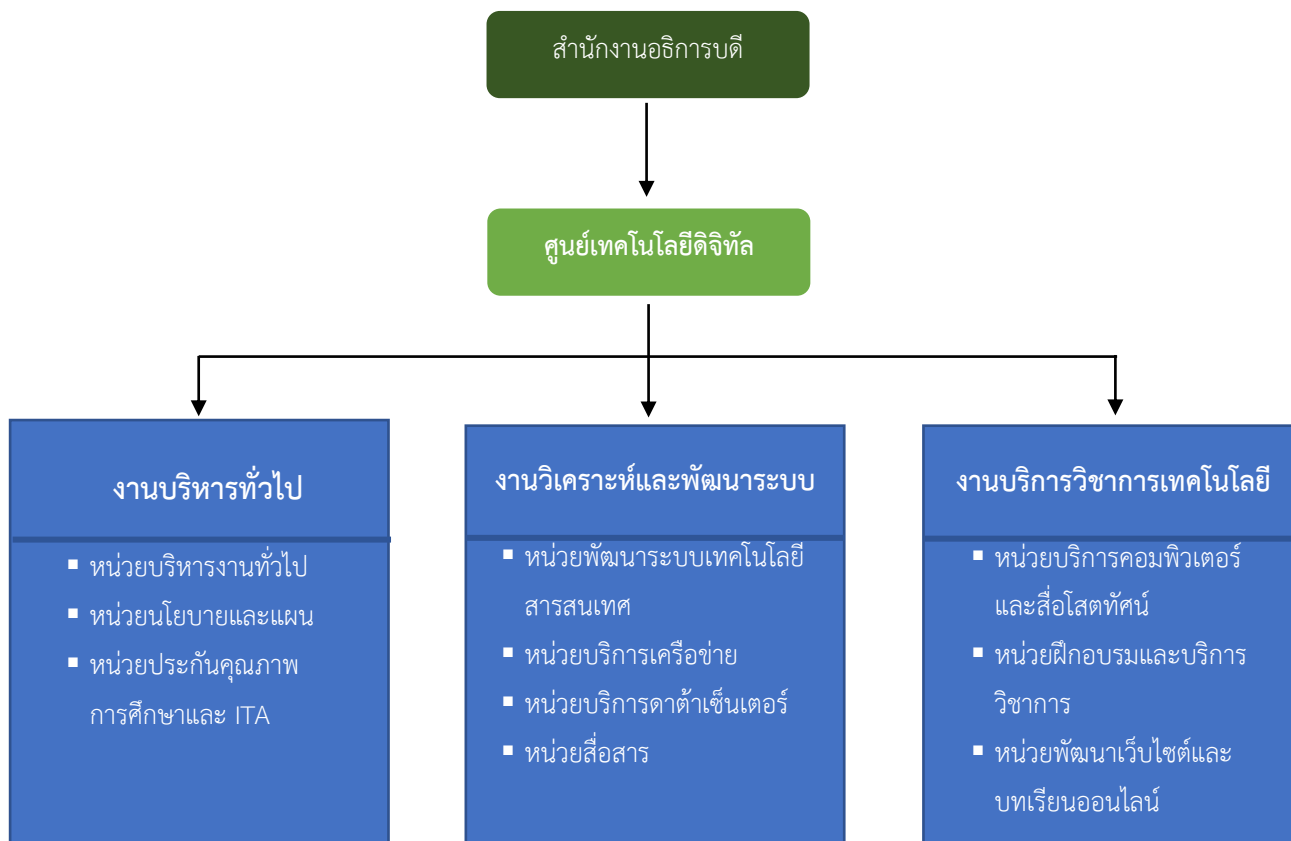 สำนักงานอธิการบดี
ศูนย์เทคโนโลยีดิจิทัล
งานบริหารทั่วไป
▪ หน่วยบริหารงานทั่วไป
▪ หน่วยนโยบายและแผน
▪ หน่วยประกันคุณภาพ
การศึกษาและ ITA
งานวิเคราะห์และพัฒนาระบบ
▪ หน่วยพัฒนาระบบเทคโนโลยี
สารสนเทศ
▪ หน่วยบริการเครือข่าย
▪ หน่วยบริการดาต้าเซ็นเตอร์
▪ หน่วยสื่อสาร
งานบริการวิชาการเทคโนโลยี
▪ หน่วยบริการคอมพิวเตอร์
และสื่อโสตทัศน์
▪ หน่วยฝึกอบรมและบริการ
วิชาการ
▪ หน่วยพัฒนาเว็บไซต์และ
บทเรียนออนไลน์